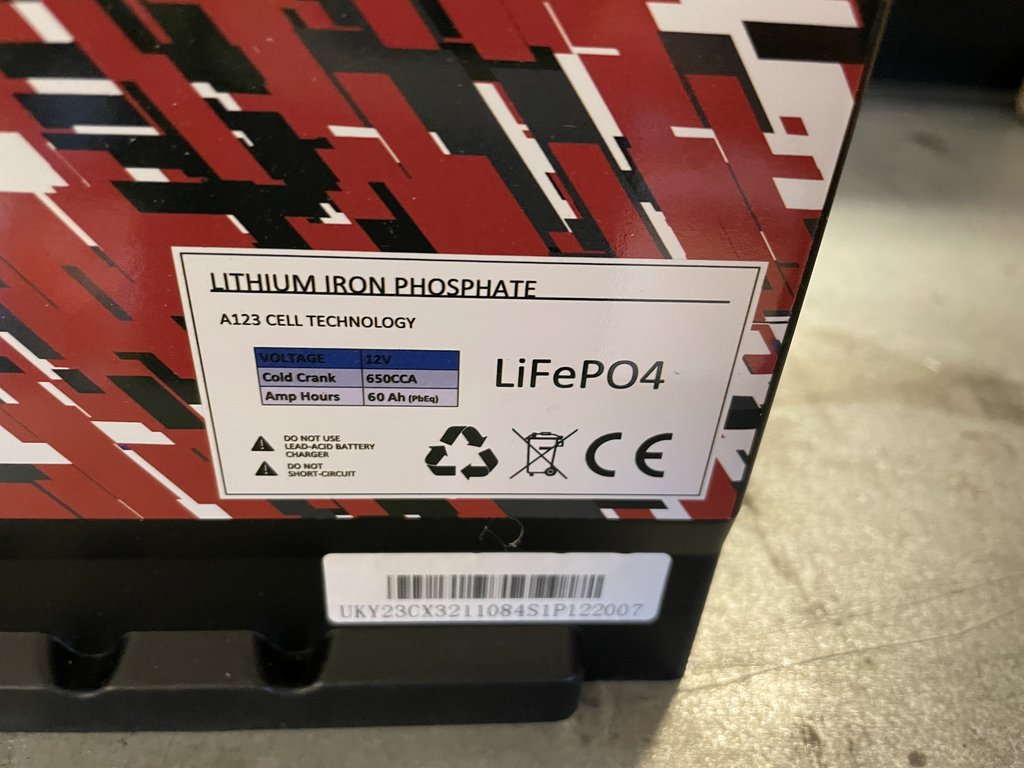 LITHIUM IRON PHOSPHATE
A123 CELL TECHNOLOGY
VOLTAGE 12V
Cold Crank 650CCA
Amp Hours 60 Ah (PbEq)
LiFePO4
DO NOT USE
LEAD-ACID BATTERY
CHARGER
DO NOT
SHORT-CIRCUIT
CE
UKY23CX3211084S1P122007